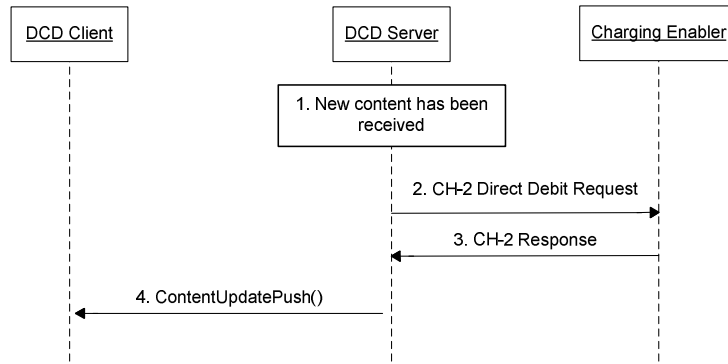 DCD Client
DCD Server
Charging Enabler
1. New content has been
received
2. CH-2 Direct Debit Request
3. CH-2 Response
4. ContentUpdatePush()